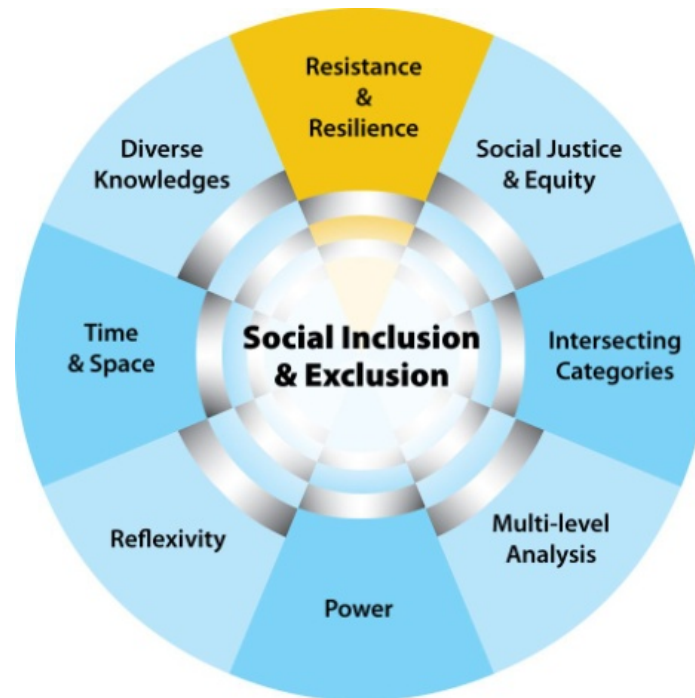 Resistance
&
Resilience
Social Justice
& Equity
Intersecting
Categories
Multi-level
Analysis
Power
Reflexivity
Time
& Space
Diverse
Knowledges
Social Inclusion
& Exclusion